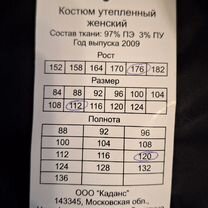 Костюм утепленный
женский
Состав ткани: 97% ПЭ 3% ПУ
Год выпуска 2009
Рост
152 158 164 170 176 182
Размер
84 88 92 96 100 104
108 112 116 120 124
Полнота
88 92 96
100 104 108
112 116 120
124 128 132
136
ООО "Каданс"
143345, Московская обл.,